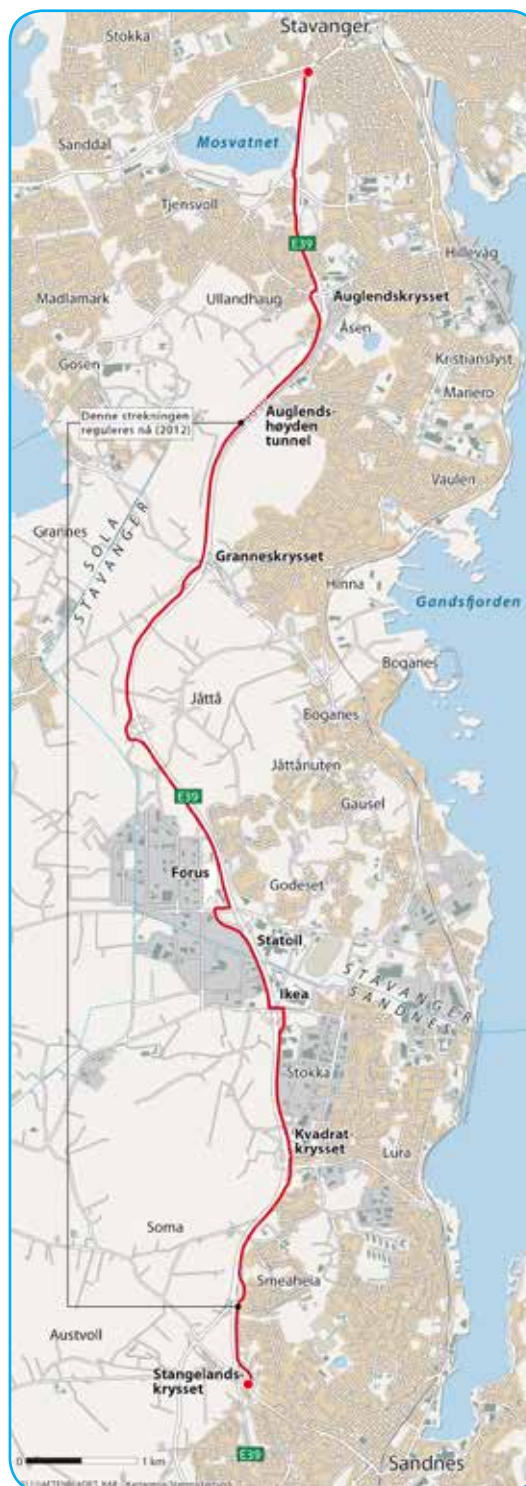 Stavanger
Stokka
Sanddal
Mosvatnet
Tjensvoll
E39
Hillevåg
Madlamark
Ullandhaug
Auglendskrysset
Åsen
Gosen
Kristianslyst
Mariero
Denne strekningen
reguleres nå (2012)
Auglends-
høyden
tunnel
Vaulen
Grannes
SOLA
STAVANGER
Granneskrysset
Hinna
Gandsfjorden
Boganes
Jåttå
Boganes
Jåttånuten
E39
Gausel
Forus
Godeset
Statoil
STAVANGER
SANDNES
Ikea
Stokka
Kvadrat-
krysset
Lura
Soma
Smeaheia
Austvoll
Stangelands-
krysset
E39
0
1 km
Sandnes